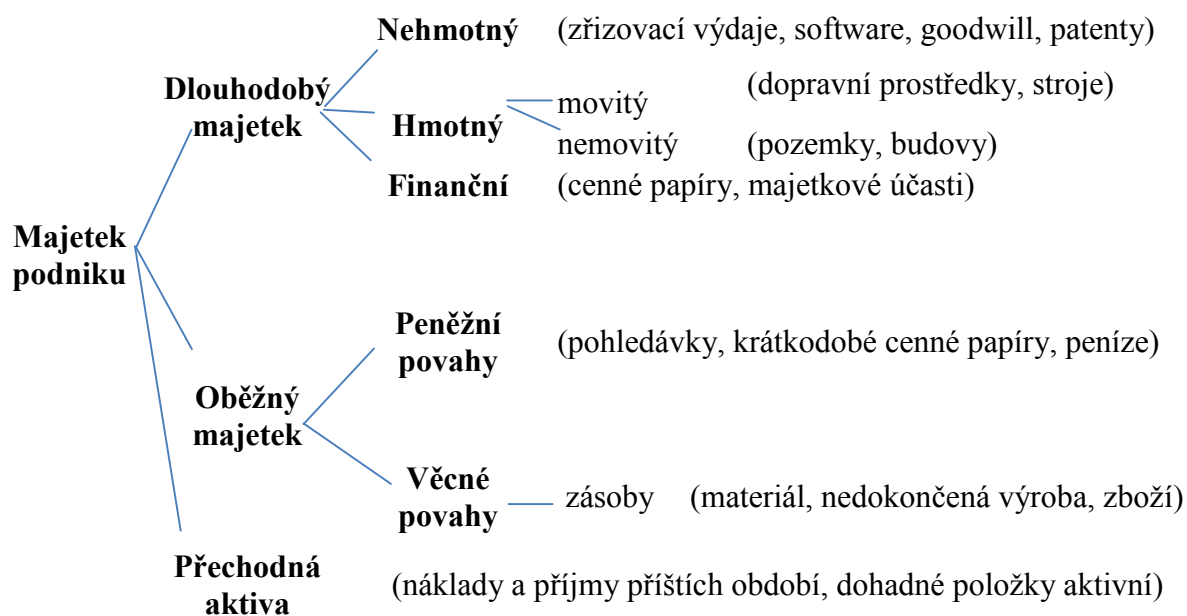 Nehmotný (zřizovací výdaje, software, goodwill, patenty)
Dlouhodobý
majetek
(dopravní prostředky, stroje)
movitý
Hmotný
nemovitý (pozemky, budovy)
Finanční (cenné papíry, majetkové účasti)
Majetek
podniku
Peněžní
povahy
(pohledávky, krátkodobé cenné papíry, peníze)
Oběžný
majetek
Věcné
povahy
zásoby (materiál, nedokončená výroba, zboží)
Přechodná
aktiva
(náklady a příjmy příštích období, dohadné položky aktivní)